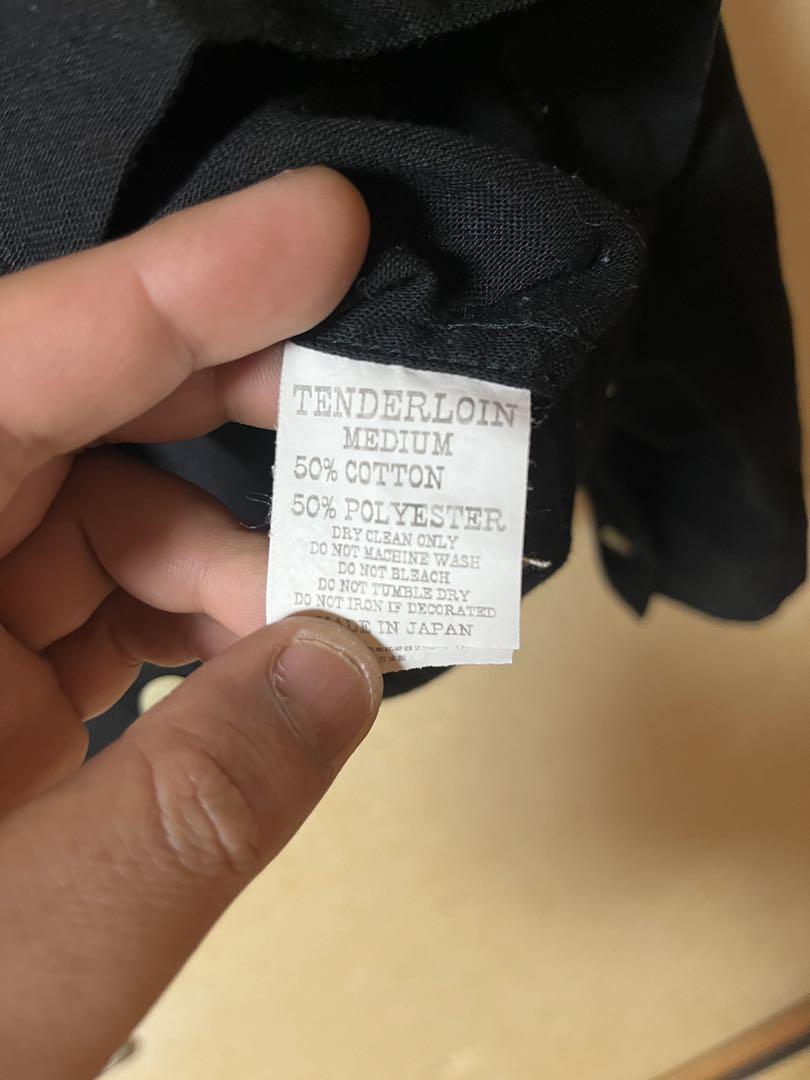 TENDERLOIN
MEDIUM
50% COTTON
50% POLYESTER
DRY CLEAN ONLY
DO NOT MACHINE WASH
DO NOT BLEACH
DO NOT TUMBLE DRY
DO NOT IRON IF DECORATED
MADE IN JAPAN